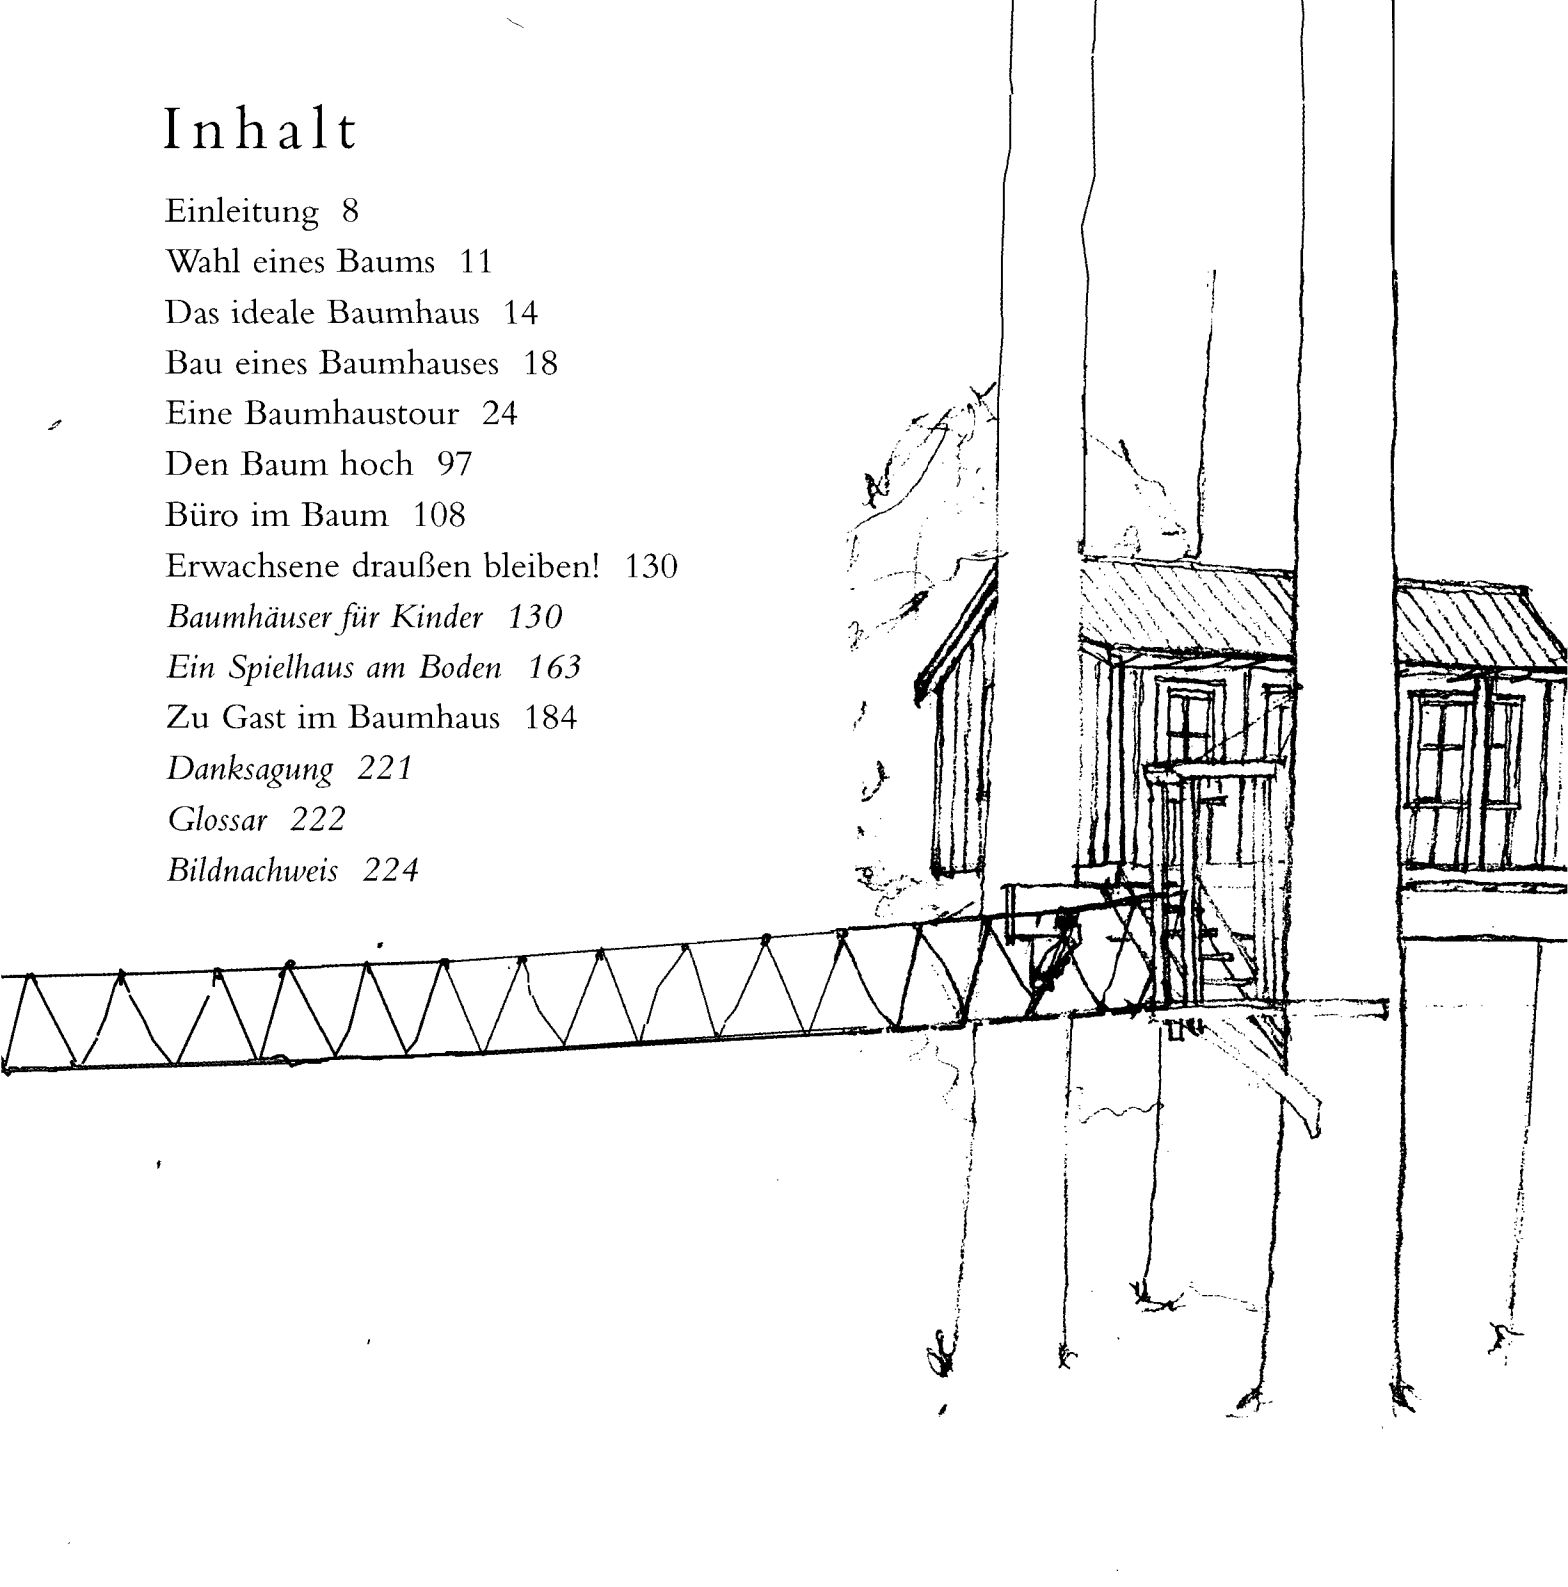 Inhalt
Einleitung 8
Wahl eines Baums 11
Das ideale Baumhaus 14
Bau eines Baumhauses 18
Eine Baumhaustour 24
Den Baum hoch 97
Büro im Baum 108
Erwachsene draußen bleiben! 130
Baumhäuser für Kinder 130
Ein Spielhaus am Boden 163
Zu Gast im Baumhaus 184
Danksagung 221
Glossar 222
Bildnachweis 224